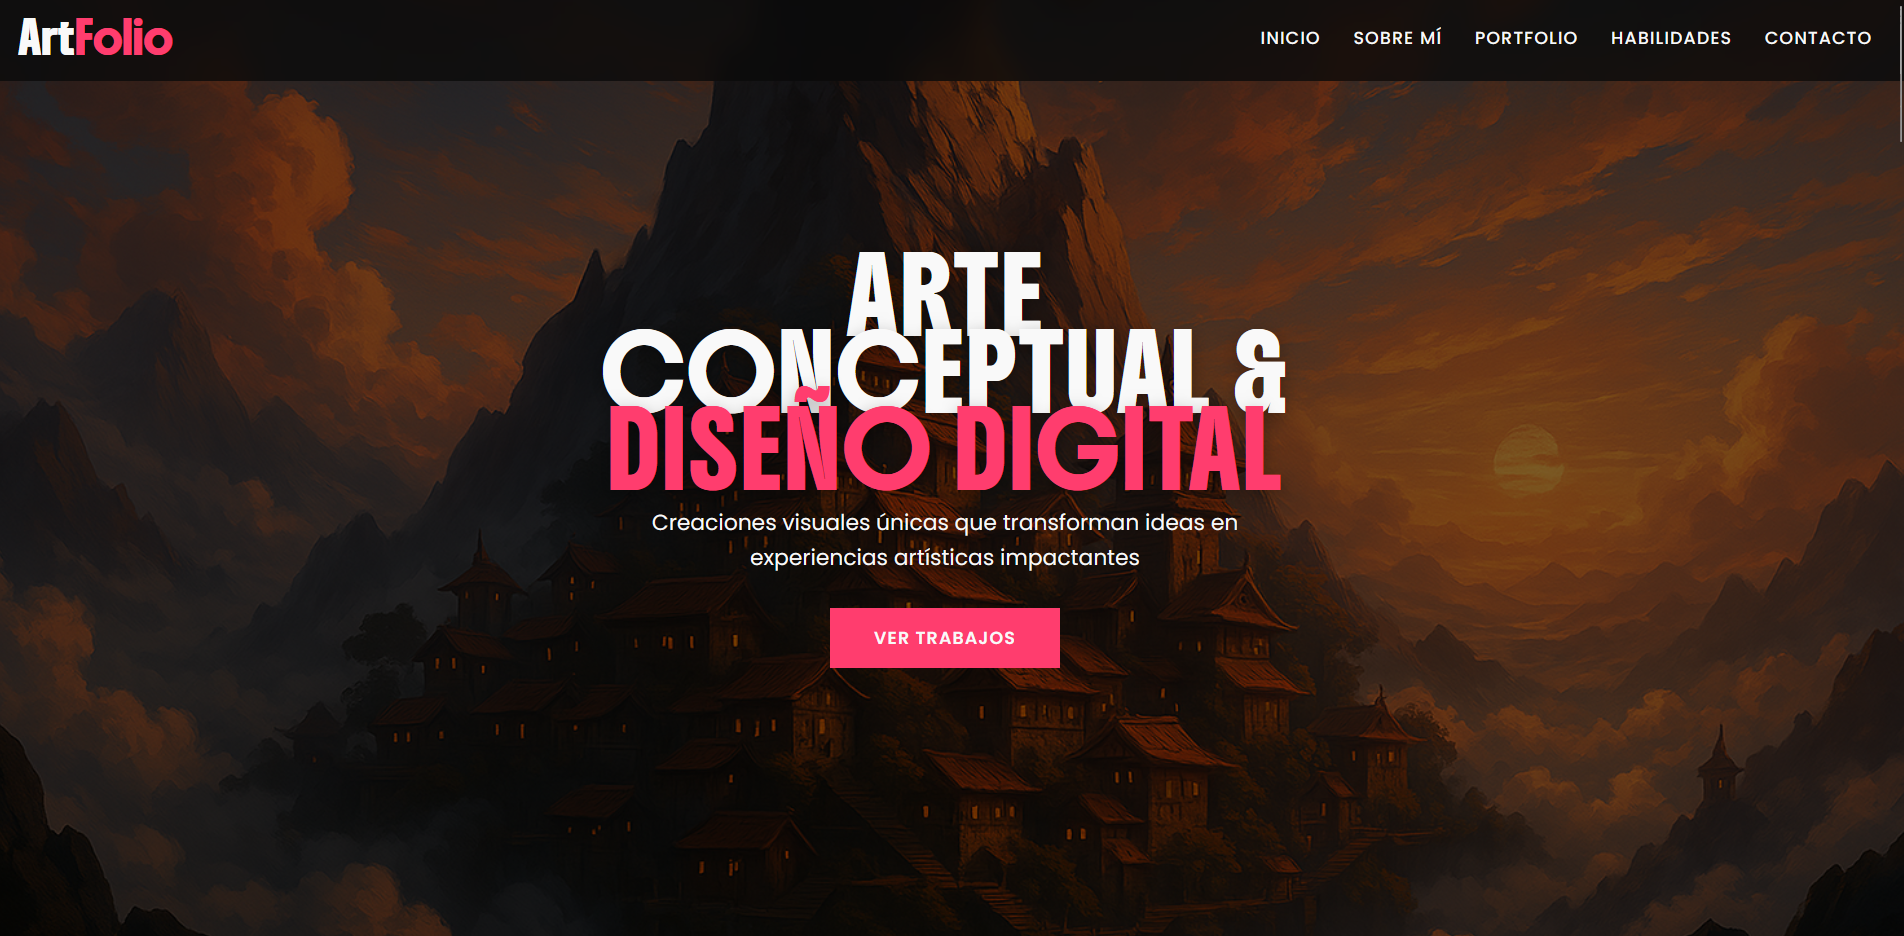 ArtFolio
INICIO SOBRE MÍ PORTFOLIO HABILIDADES CONTACTO
ARTE
CONCEPTUAL &
DISEÑO DIGITAL
Creaciones visuales únicas que transforman ideas en
experiencias artísticas impactantes
VER TRABAJOS